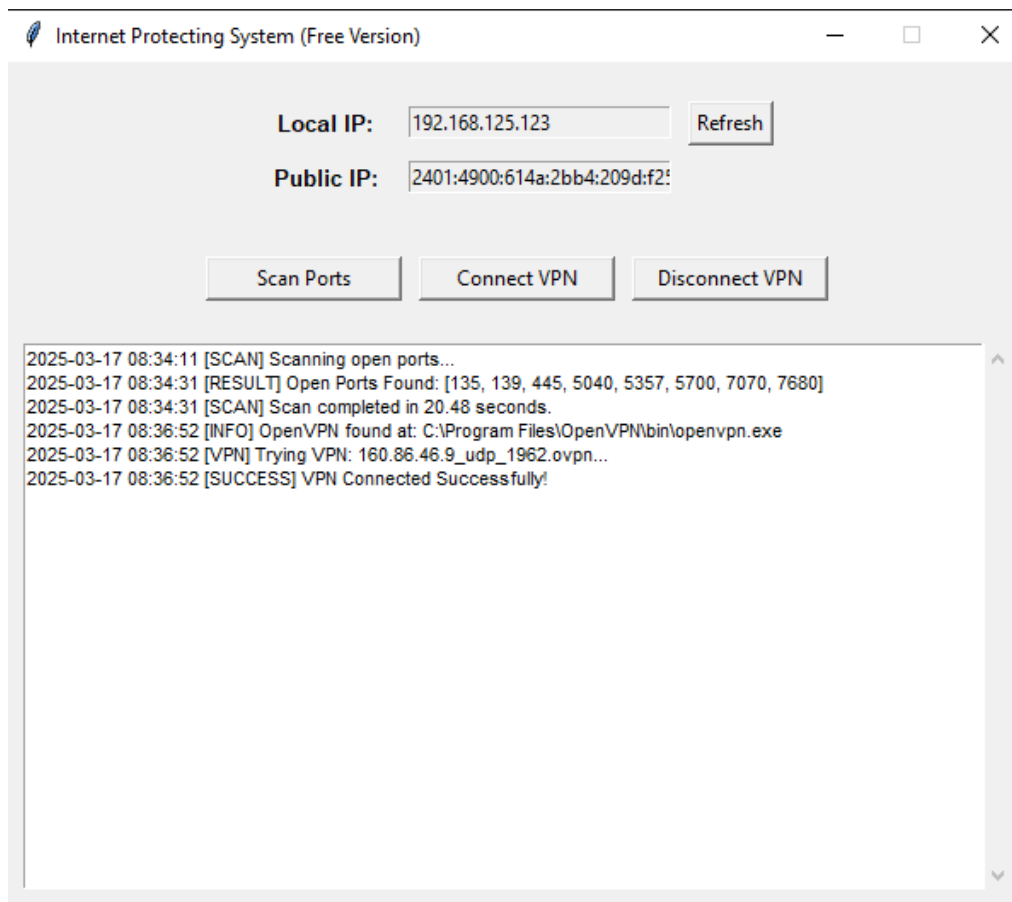 Internet Protecting System (Free Version)
Local IP: 192.168.125.123 Refresh
Public IP: 2401:4900:614a:2bb4:209d:f25
Scan Ports Connect VPN Disconnect VPN
2025-03-17 08:34:11 [SCAN] Scanning open ports...
2025-03-17 08:34:31 [RESULT] Open Ports Found: [135, 139, 445, 5040, 5357, 5700, 7070, 7680]
2025-03-17 08:34:31 [SCAN] Scan completed in 20.48 seconds.
2025-03-17 08:36:52 [INFO] OpenVPN found at: C:\Program Files\OpenVPN\bin\openvpn.exe
2025-03-17 08:36:52 [VPN] Trying VPN: 160.86.46.9_udp_1962.ovpn...
2025-03-17 08:36:52 [SUCCESS] VPN Connected Successfully!